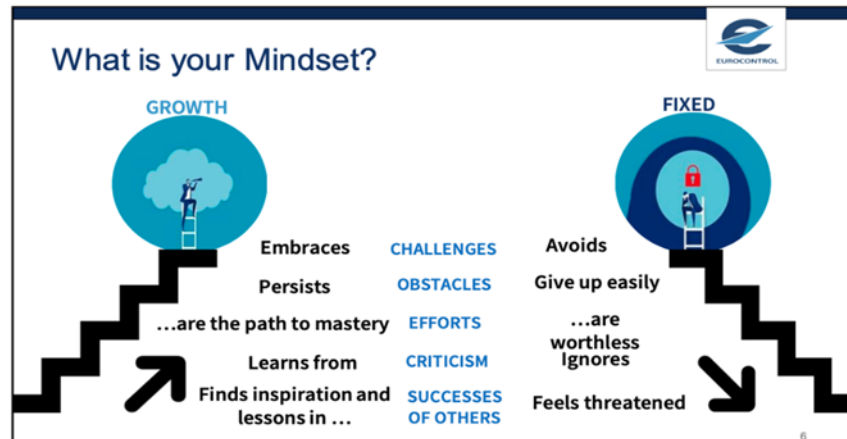 What is your Mindset?
EUROCONTROL
GROWTH
FIXED
Embraces CHALLENGES Avoids
Persists OBSTACLES Give up easily
...are the path to mastery EFFORTS ...are
worthless
Learns from CRITICISM Ignores
Finds inspiration and SUCCESSES Feels threatened
lessons in ... OF OTHERS
6